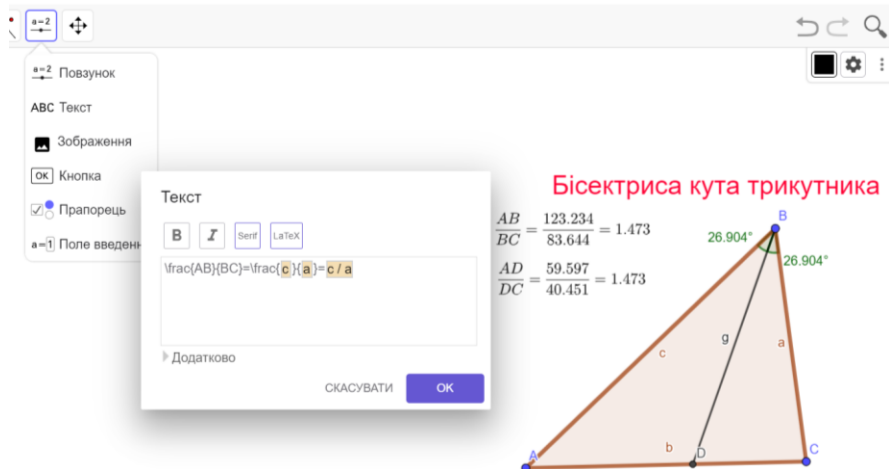 a=2
a=2 Повзунок
ABC Текст
Зображення
OK Кнопка
Прапорець
a=1 Поле введенн
Текст
B I Serif LaTeX
\frac{AB}{BC}=\frac{c}{a}=c / a
Додатково
СКАСУВАТИ OK
Бісектриса кута трикутника
AB/BC = 123.234/83.644 = 1.473
AD/DC = 59.597/40.451 = 1.473
B
26.904°
26.904°
g
a
c
b
D
A
C